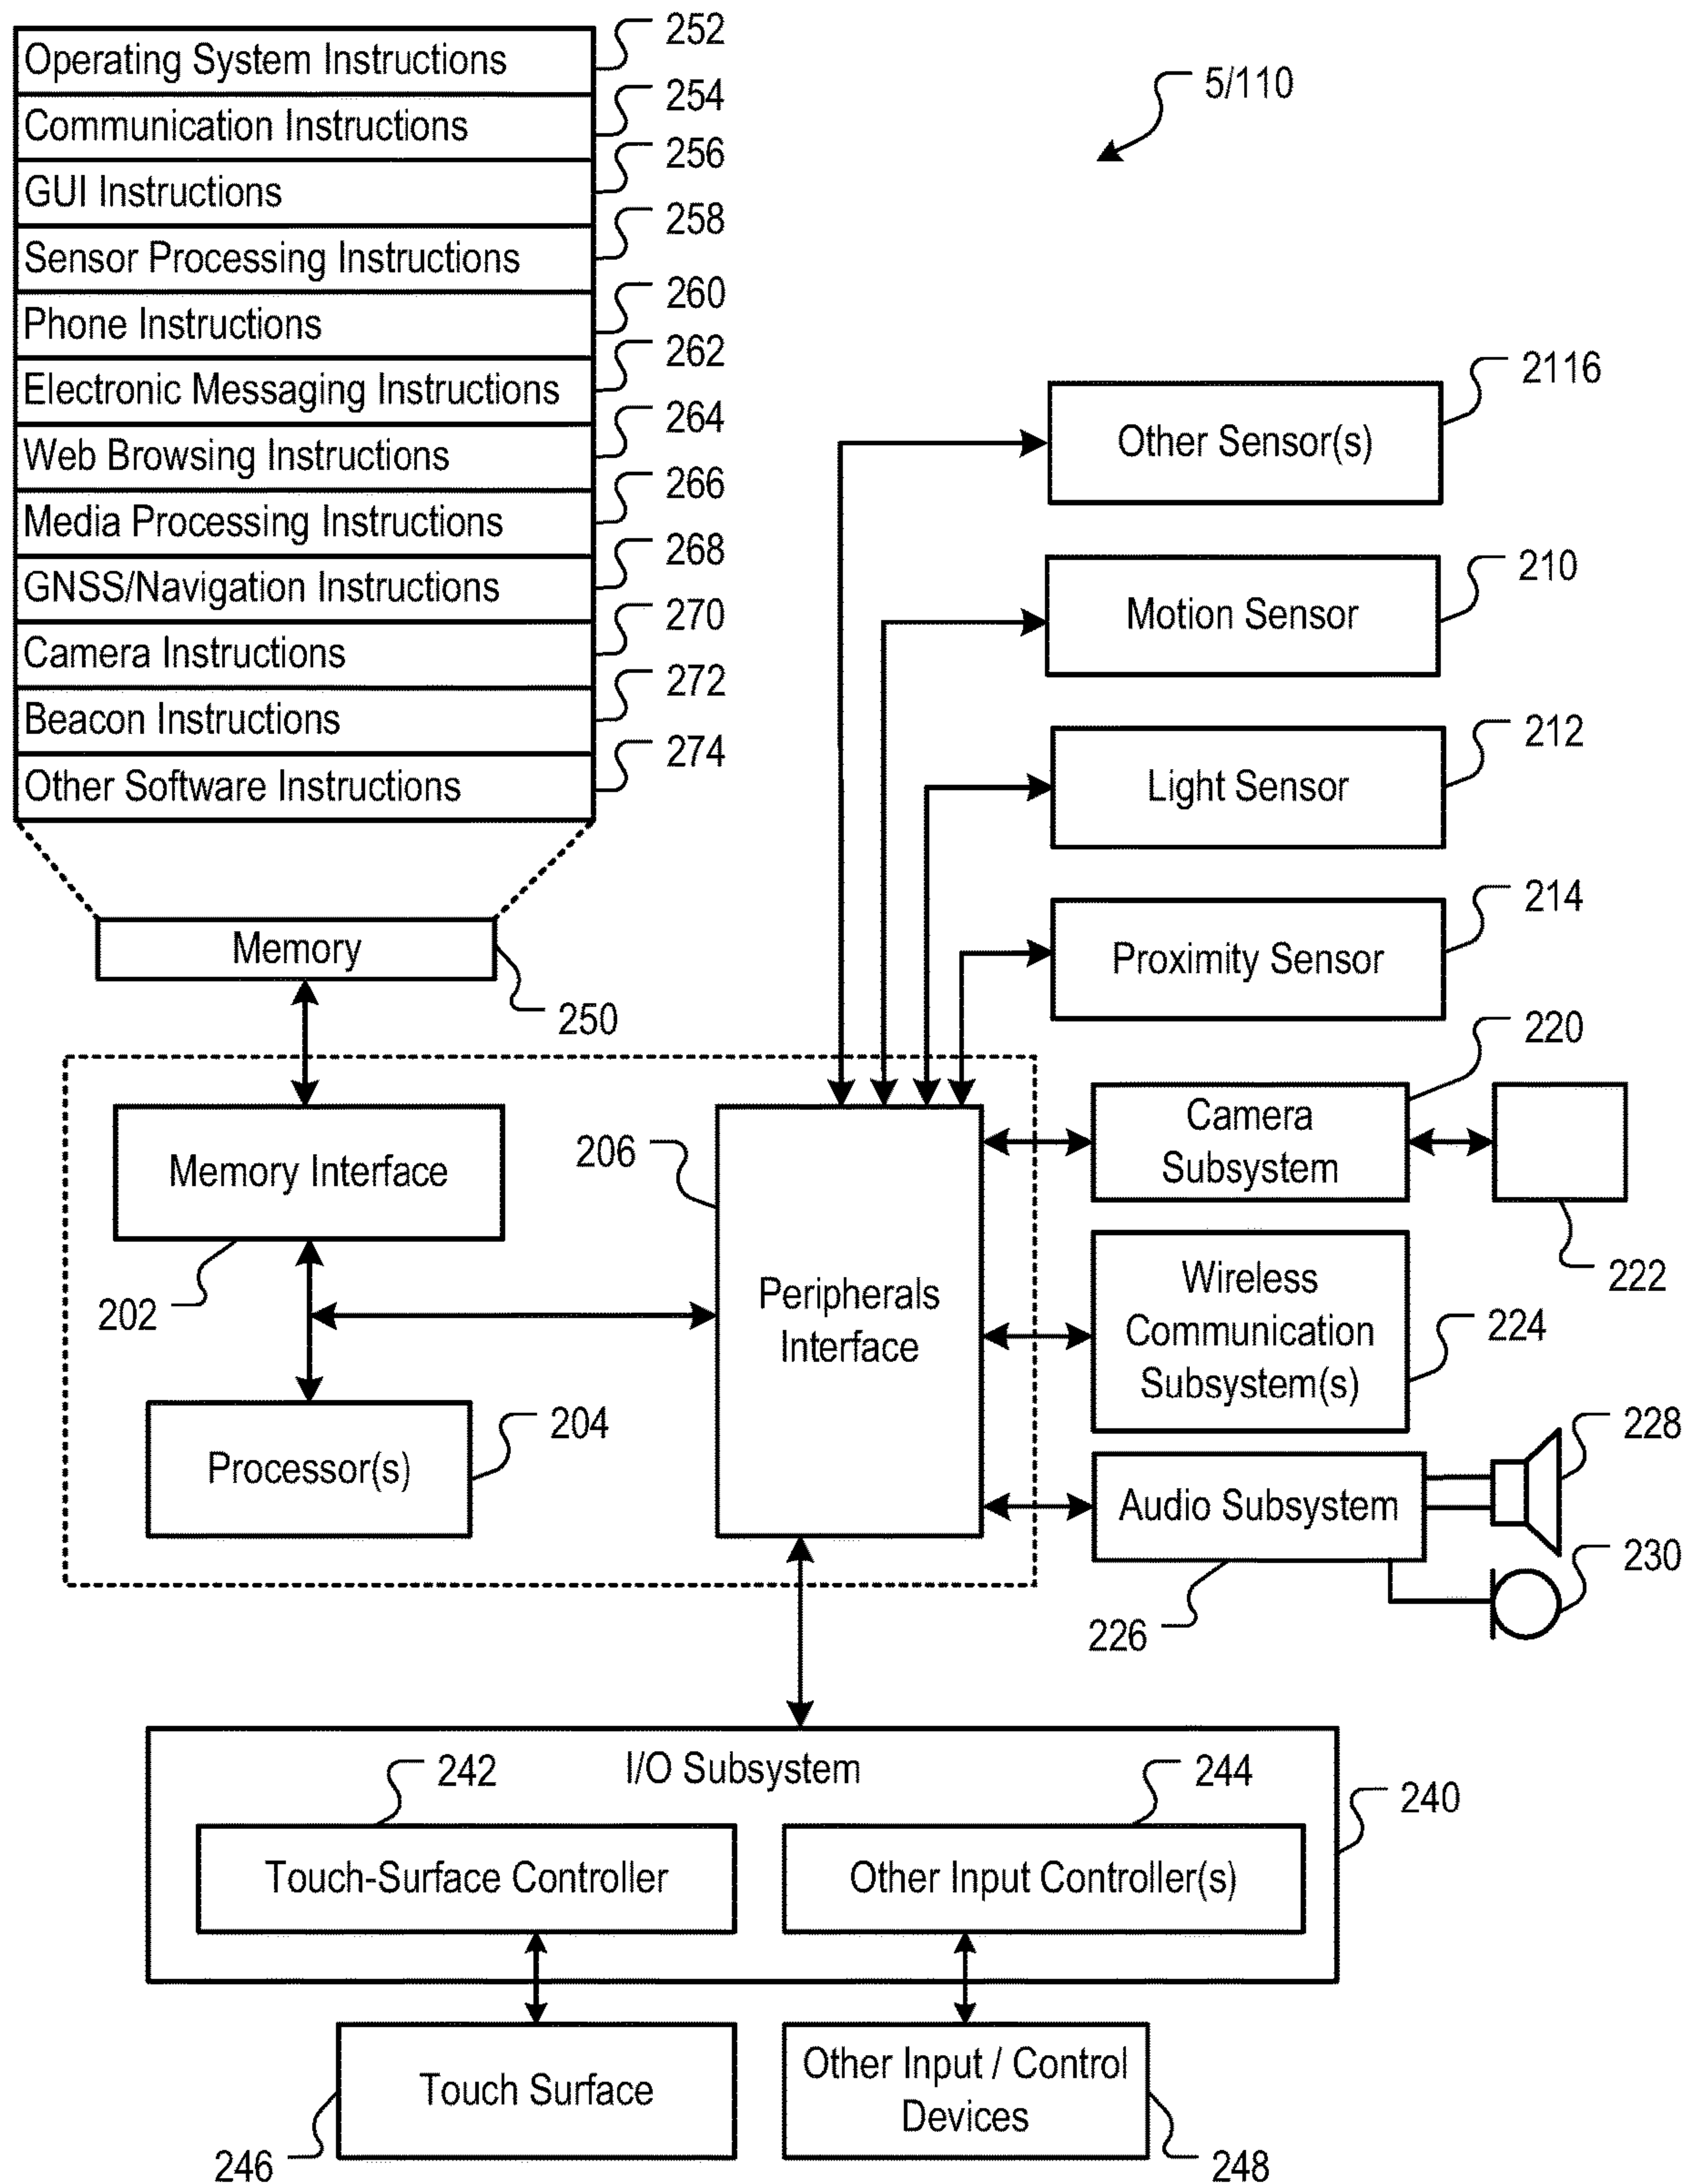 Operating System Instructions
252
Communication Instructions
254
GUI Instructions
256
Sensor Processing Instructions
258
Phone Instructions
260
Electronic Messaging Instructions
262
Web Browsing Instructions
264
Media Processing Instructions
266
GNSS/Navigation Instructions
268
Camera Instructions
270
Beacon Instructions
272
Other Software Instructions
274
5/110
Memory
250
Other Sensor(s)
2116
Motion Sensor
210
Light Sensor
212
Proximity Sensor
214
Memory Interface
202
Processor(s)
204
206
Peripherals
Interface
Camera
Subsystem
220
222
Wireless
Communication
Subsystem(s)
224
Audio Subsystem
226
228
230
I/O Subsystem
240
242
Touch-Surface Controller
244
Other Input Controller(s)
Touch Surface
246
Other Input / Control
Devices
248